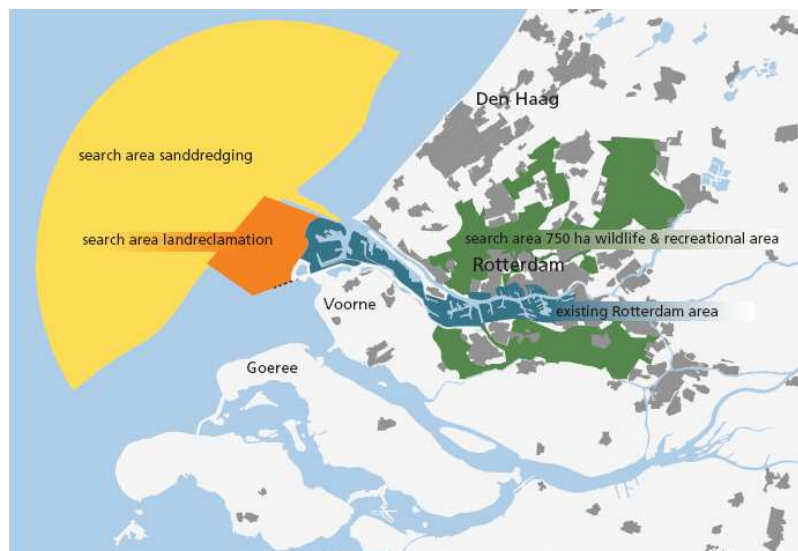 Den Haag
search area sanddredging
search area landreclamation
search area 750 ha wildlife & recreational area
Rotterdam
Voorne
existing Rotterdam area
Goeree